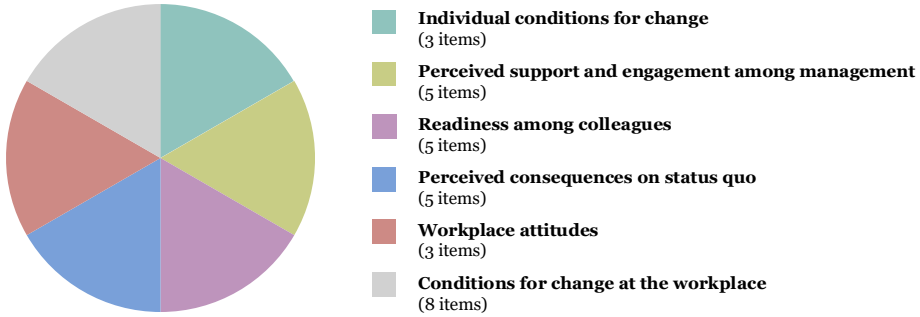 Individual conditions for change
(3 items)
Perceived support and engagement among management
(5 items)
Readiness among colleagues
(5 items)
Perceived consequences on status quo
(5 items)
Workplace attitudes
(3 items)
Conditions for change at the workplace
(8 items)